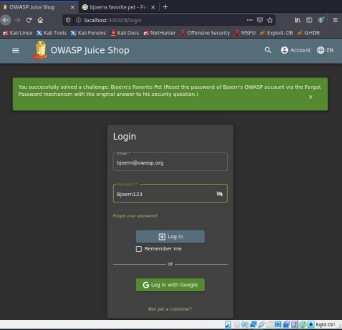 OWASP Juice Shop
bjoerns favorite pet - Pr
localhost:3000/#/login
Kali Linux Kali Tools Kali Forums Kali Docs NetHunter Offensive Security MSFU Exploit-DB GHDB
OWASP Juice Shop
Account EN
You successfully solved a challenge: Bjoern's Favorite Pet (Reset the password of Bjoern's OWASP account via the Forgot
Password mechanism with the original answer to his security question.)
X
Login
Email *
bjoern@owasp.org
Password *
Bjoern123
Forgot your password?
Log in
Remember me
or
G Log in with Google
Not yet a customer?
Right Ctrl